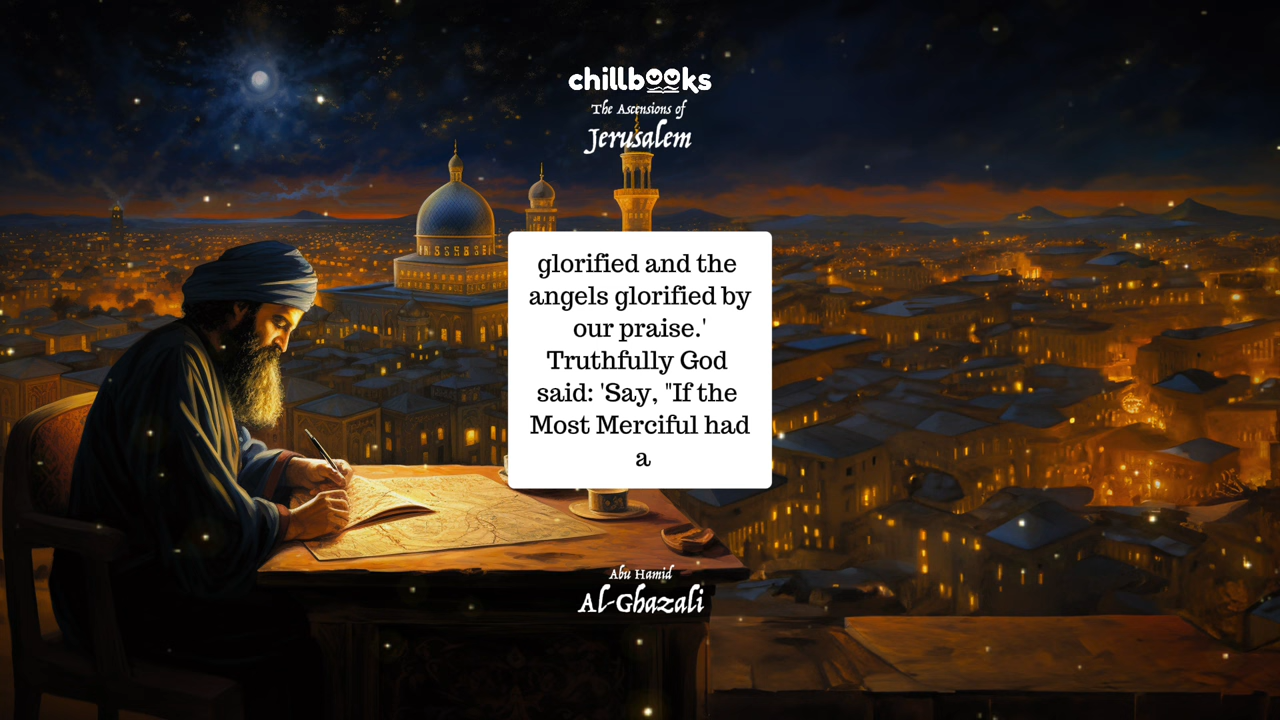 chillbooks
The Ascensions of
Jerusalem
glorified and the
angels glorified by
our praise.'
Truthfully God
said: 'Say, "If the
Most Merciful had
a
Abu Hamid
Al-Ghazali